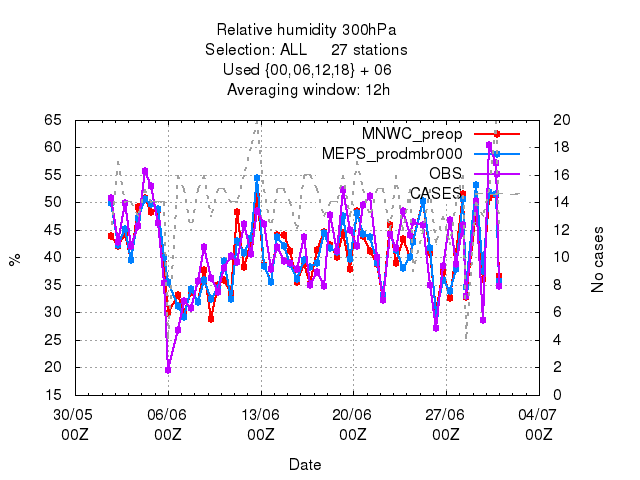 Relative humidity 300hPa
Selection: ALL 27 stations
Used {00,06,12,18} + 06
Averaging window: 12h
MNWC_preop
MEPS_prodmbr000
OBS
CASES
65
60
55
50
45
40
35
30
25
20
15
%
20
18
16
14
12
10
8
6
4
2
0
No cases
30/05 06/06 13/06 20/06 27/06 04/07
00Z 00Z 00Z 00Z 00Z 00Z
Date